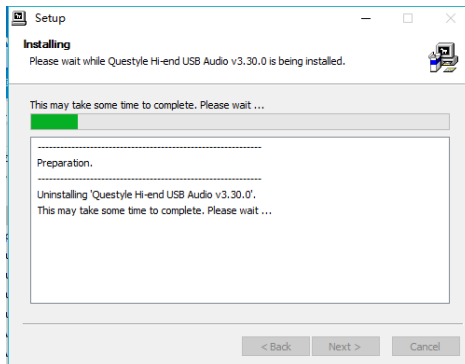 Setup
Installing
Please wait while Questyle Hi-end USB Audio v3.30.0 is being installed.
This may take some time to complete. Please wait ...
----------------------------------------------------------------
Preparation.
----------------------------------------------------------------
Uninstalling 'Questyle Hi-end USB Audio v3.30.0'.
This may take some time to complete. Please wait ...
< Back
Next >
Cancel